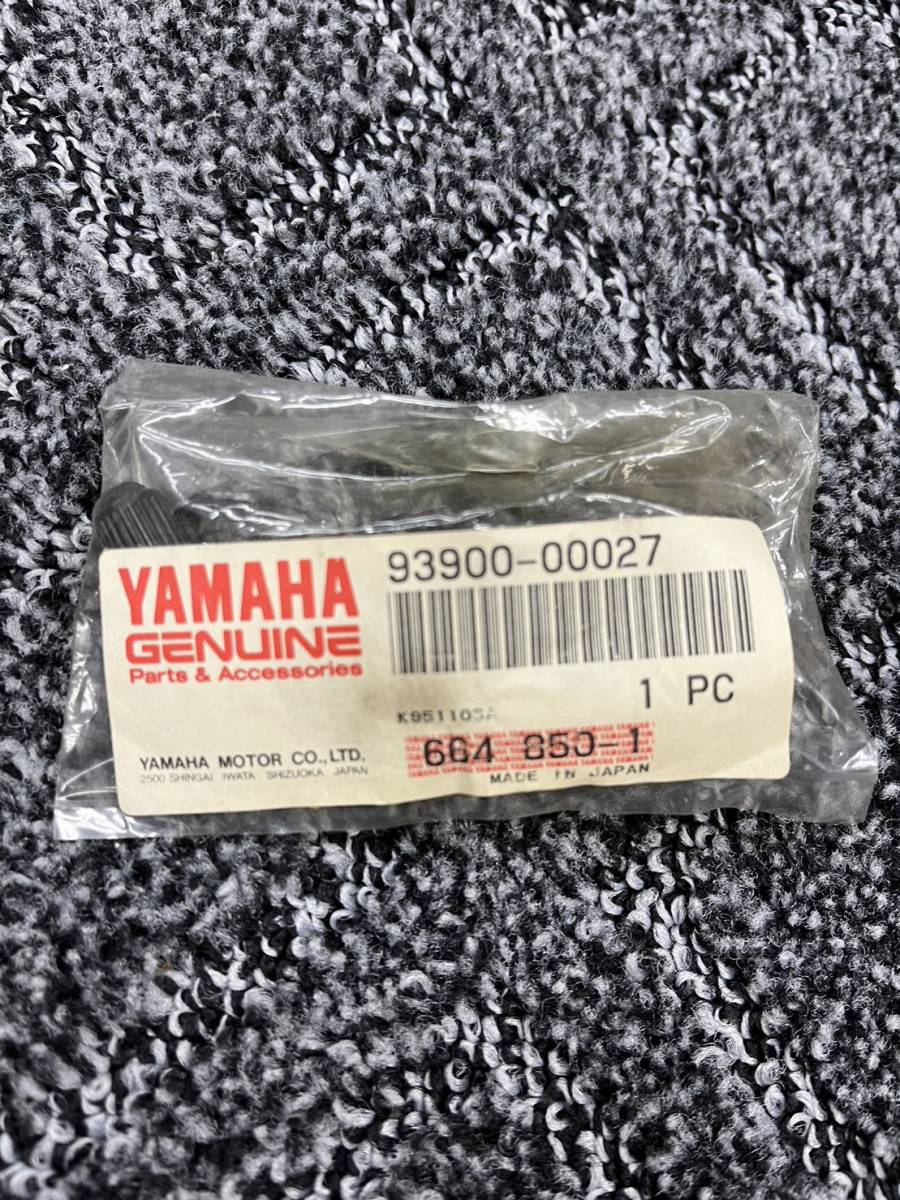 YAMAHA
GENUINE
Parts & Accessories
93900-00027
1 PC
K951105A
664 850-1
MADE IN JAPAN
YAMAHA MOTOR CO.,LTD.
2500 SHINGAI IWATA SHIZUOKA JAPAN